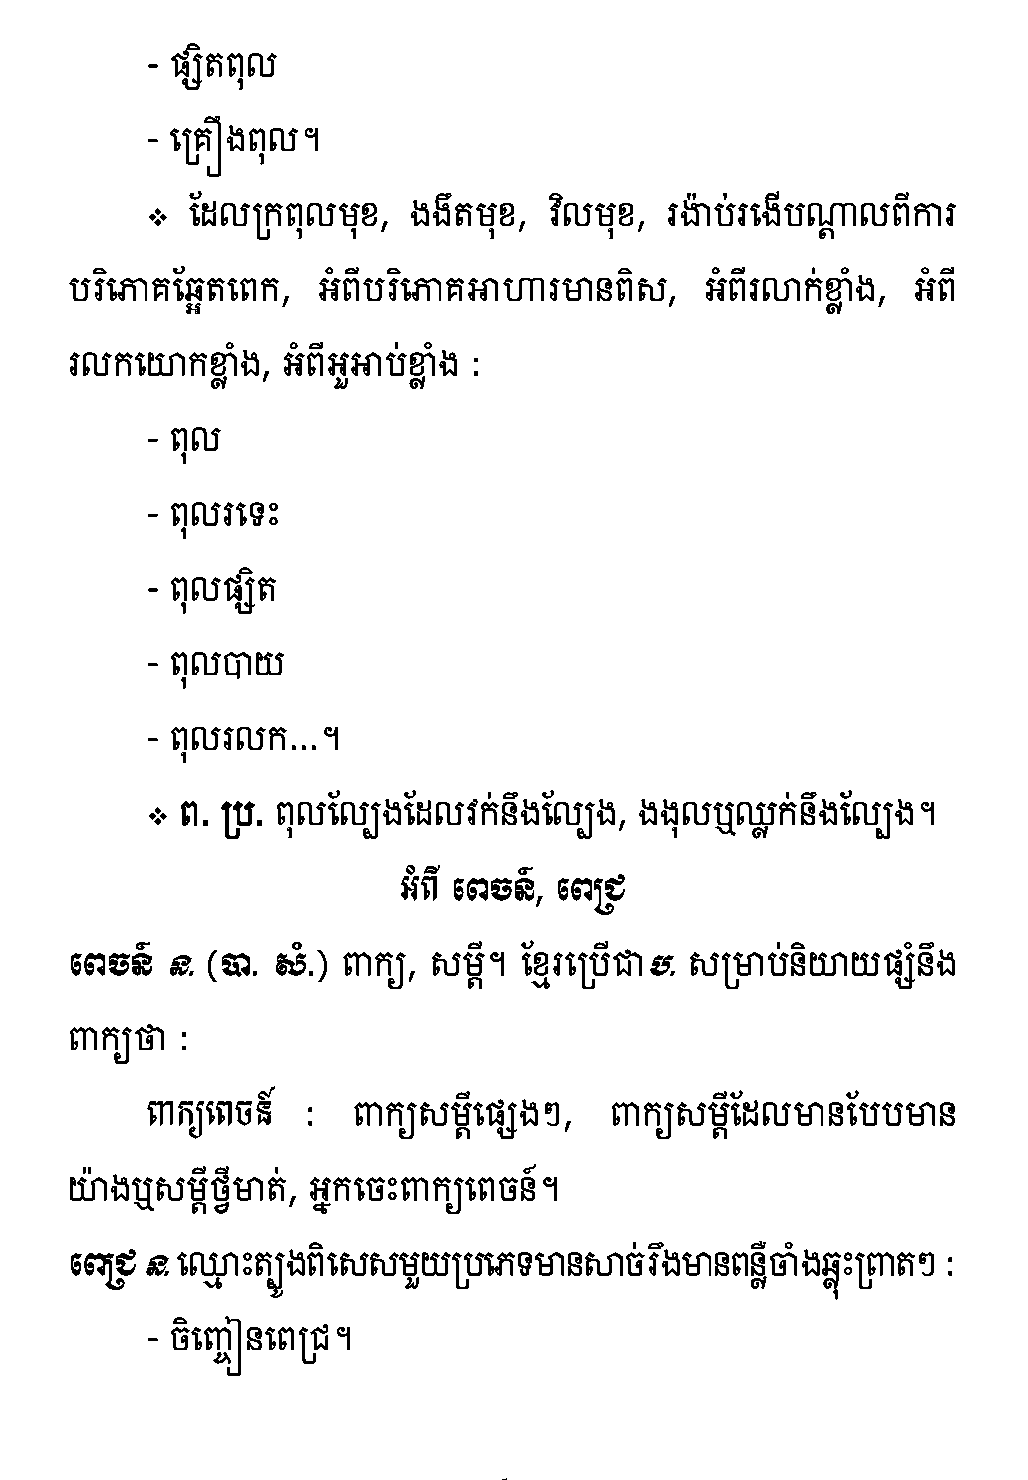 - ផ្សិតពុល
- គ្រឿងពុល។
❖ ដែលក្រពុលមុខ, ងងឹតមុខ, វិលមុខ, រង៉ាប់រងើបណ្ដាលពីការ
បរិភោគឆ្អែតពេក, អំពីបរិភោគអាហារមានពិស, អំពីរលាក់ខ្លាំង, អំពី
រលកយោកខ្លាំង, អំពីអួអាប់ខ្លាំង :
- ពុល
- ពុលរទេះ
- ពុលផ្សិត
- ពុលបាយ
- ពុលរលក...។
❖ ព. ប្រ. ពុលល្បែងដែលវក់នឹងល្បែង, ងងុលឬឈ្លក់នឹងល្បែង។
អំពី ពេចន៍, ពេជ្រ
ពេចន៍ ន. (បា. សំ.) ពាក្យ, សម្ដី។ ខ្មែរប្រើជា ប. សម្រាប់និយាយផ្សំនឹង
ពាក្យថា :
ពាក្យពេចន៍ : ពាក្យសម្ដីផ្សេងៗ, ពាក្យសម្ដីដែលមានបែបមាន
យ៉ាងឬសម្ដីថ្វីមាត់, អ្នកចេះពាក្យពេចន៍។
ពេជ្រ ន. ឈ្មោះត្បូងពិសេសមួយប្រភេទមានសាច់រឹងមានពន្លឺចាំងឆ្លុះព្រាតៗ :
- ចិញ្ចៀនពេជ្រ។